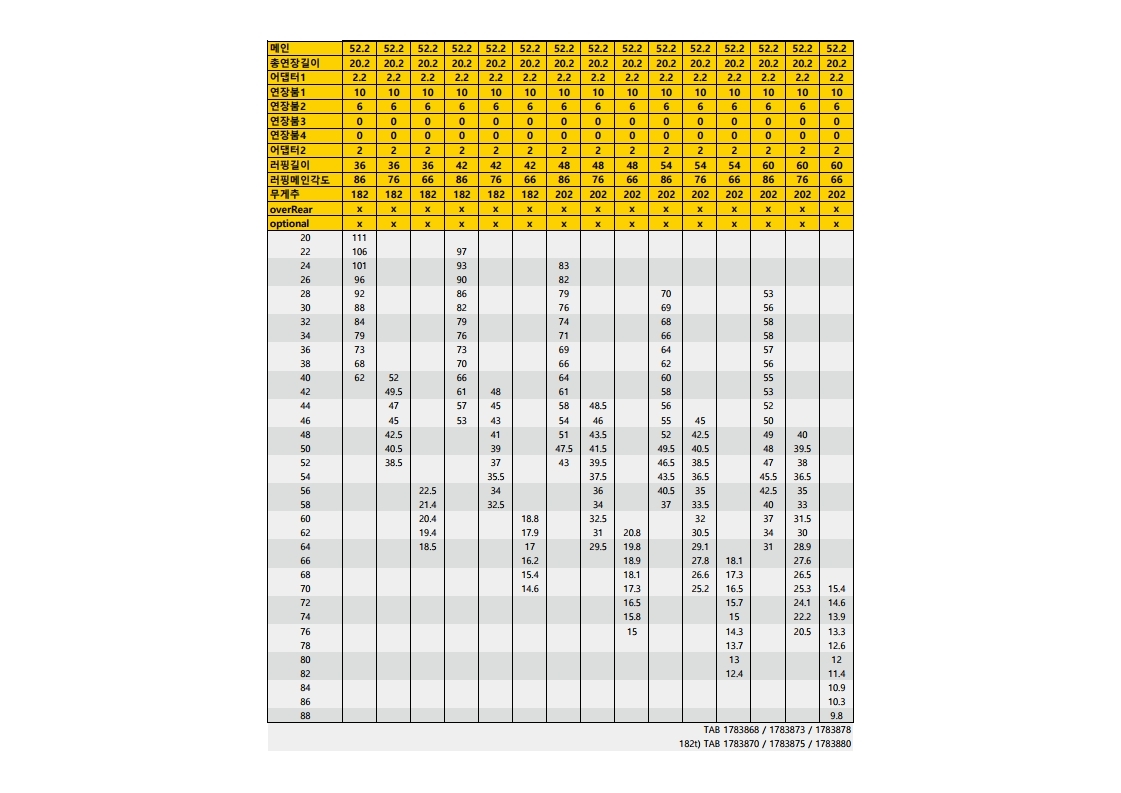 메인 52.2 52.2 52.2 52.2 52.2 52.2 52.2 52.2 52.2 52.2 52.2 52.2 52.2 52.2 52.2
총연장길이 20.2 20.2 20.2 20.2 20.2 20.2 20.2 20.2 20.2 20.2 20.2 20.2 20.2 20.2 20.2
어댑터1 2.2 2.2 2.2 2.2 2.2 2.2 2.2 2.2 2.2 2.2 2.2 2.2 2.2 2.2 2.2
연장붐1 10 10 10 10 10 10 10 10 10 10 10 10 10 10 10
연장붐2 6 6 6 6 6 6 6 6 6 6 6 6 6 6 6
연장붐3 0 0 0 0 0 0 0 0 0 0 0 0 0 0 0
연장붐4 0 0 0 0 0 0 0 0 0 0 0 0 0 0 0
어댑터2 2 2 2 2 2 2 2 2 2 2 2 2 2 2 2
러핑길이 36 36 36 42 42 42 48 48 48 54 54 54 60 60 60
러핑메인각도 86 76 66 86 76 66 86 76 66 86 76 66 86 76 66
무게추 182 182 182 182 182 182 202 202 202 202 202 202 202 202 202
overRear x x x x x x x x x x x x x x x
optional x x x x x x x x x x x x x x x
20 111
22 106 97
24 101 93 83
26 96 90 82
28 92 86 79 70 53
30 88 82 76 69 56
32 84 79 74 68 58
34 79 76 71 66 58
36 73 73 69 64 57
38 68 70 66 62 56
40 62 52 66 64 60 55
42 49.5 61 48 61 58 53
44 47 57 45 58 48.5 56 52
46 45 53 43 54 46 55 45 50
48 42.5 41 51 43.5 52 42.5 49 40
50 40.5 39 47.5 41.5 49.5 40.5 48 39.5
52 38.5 37 43 39.5 46.5 38.5 47 38
54 35.5 37.5 43.5 36.5 45.5 36.5
56 22.5 34 36 40.5 35 42.5 35
58 21.4 32.5 34 37 33.5 40 33
60 20.4 18.8 32.5 32 37 31.5
62 19.4 17.9 31 20.8 30.5 34 30
64 18.5 17 29.5 19.8 29.1 31 28.9
66 16.2 18.9 27.8 18.1 27.6
68 15.4 18.1 26.6 17.3 26.5
70 14.6 17.3 25.2 16.5 25.3 15.4
72 16.5 15.7 24.1 14.6
74 15.8 15 22.2 13.9
76 15 14.3 20.5 13.3
78 13.7 12.6
80 13 12
82 12.4 11.4
84 10.9
86 10.3
88 9.8
TAB 1783868 / 1783873 / 1783878
182t) TAB 1783870 / 1783875 / 1783880